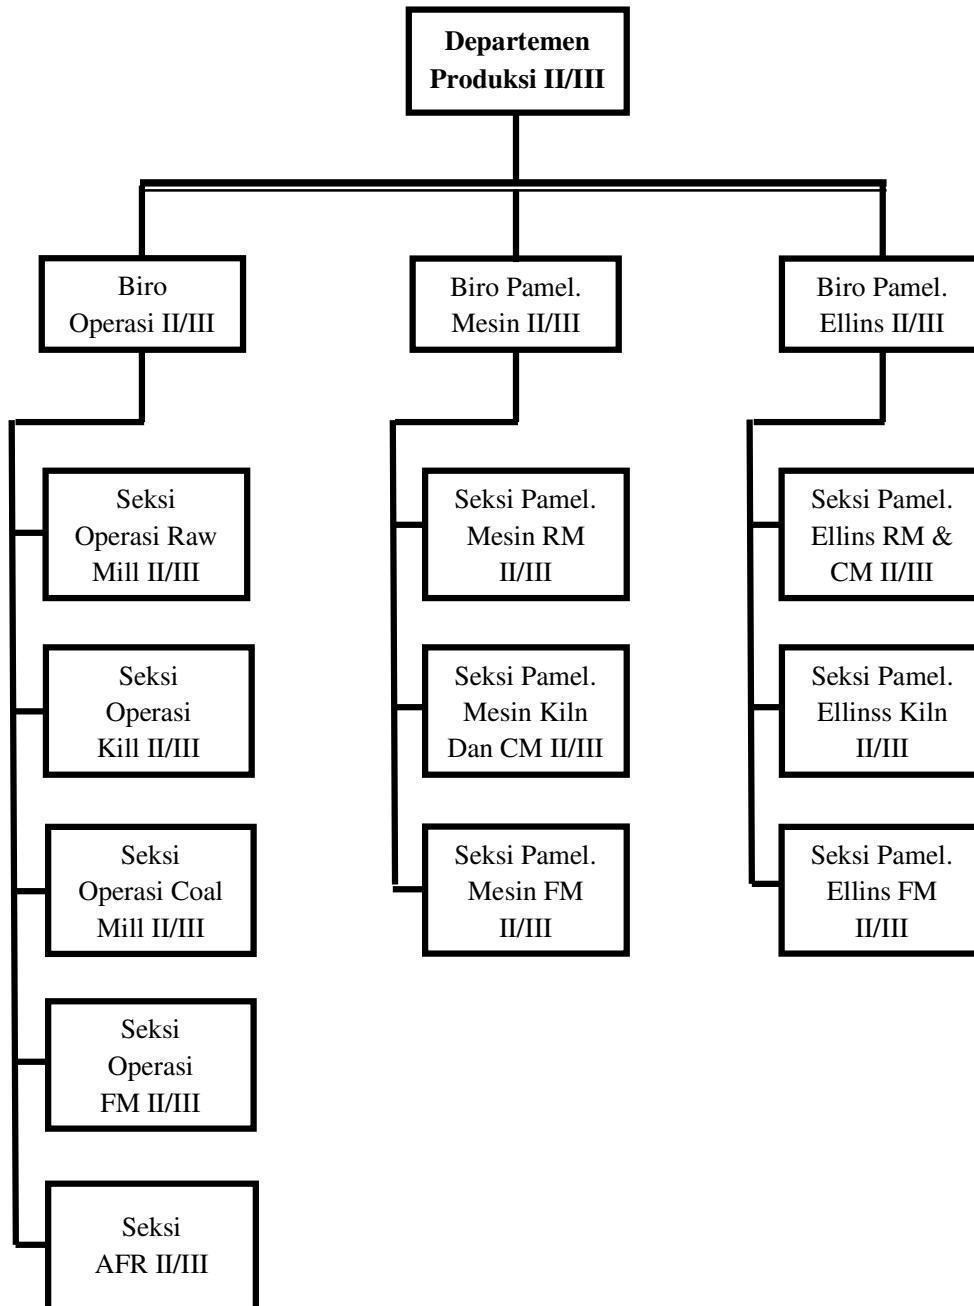 Departemen
Produksi II/III
Biro
Operasi II/III
Biro Pamel.
Mesin II/III
Biro Pamel.
Ellins II/III
Seksi
Operasi Raw
Mill II/III
Seksi
Operasi
Kill II/III
Seksi
Operasi Coal
Mill II/III
Seksi
Operasi
FM II/III
Seksi
AFR II/III
Seksi Pamel.
Mesin RM
II/III
Seksi Pamel.
Mesin Kiln
Dan CM II/III
Seksi Pamel.
Mesin FM
II/III
Seksi Pamel.
Ellins RM &
CM II/III
Seksi Pamel.
Ellinss Kiln
II/III
Seksi Pamel.
Ellins FM
II/III